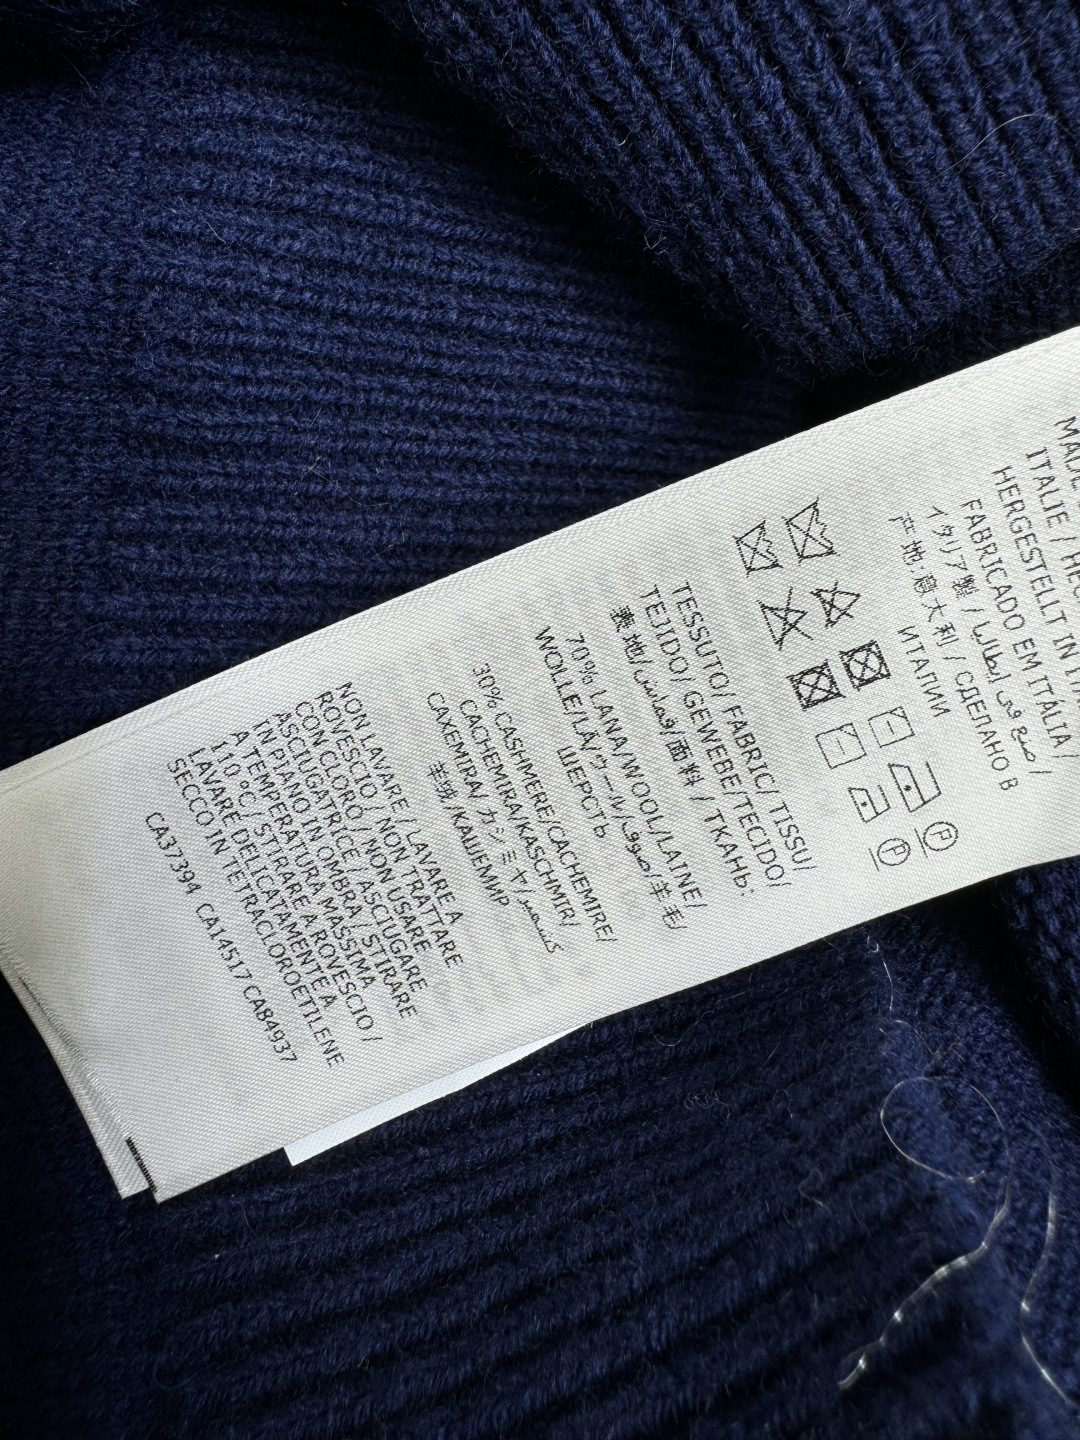 ITALIE /
HERGESTELLT IN
FABRICADO EM ITÁLIA /
イタリア製 / صنع في إيطاليا /
产地: 意大利 / СДЕЛАНО В
ИТАЛИИ
P P
TESSUTO/ FABRIC/ TISSU/
TEJIDO/ GEWEBE/TECIDO/
表地/قماش/面料 / ТКАНЬ:
70% LANA/WOOL/LAINE/
WOLLE/LÃ/ウール/صوف/羊毛/
ШЕРСТЬ
30% CASHMERE/CACHEMIRE/
CACHEMIRA/KASCHMIR/
CAXEMIRA/カシミヤ/كشمير/
羊绒/КАШЕМИР
NON LAVARE / LAVARE A
ROVESCIO / NON TRATTARE
CON CLORO / NON USARE
ASCIUGATRICE / ASCIUGARE
IN PIANO IN OMBRA / STIRARE
A TEMPERATURA MASSIMA
110°C / STIRARE A ROVESCIO /
LAVARE DELICATAMENTE A
SECCO IN TETRACLOROETILENE
CA37394 CA14517 CA84937